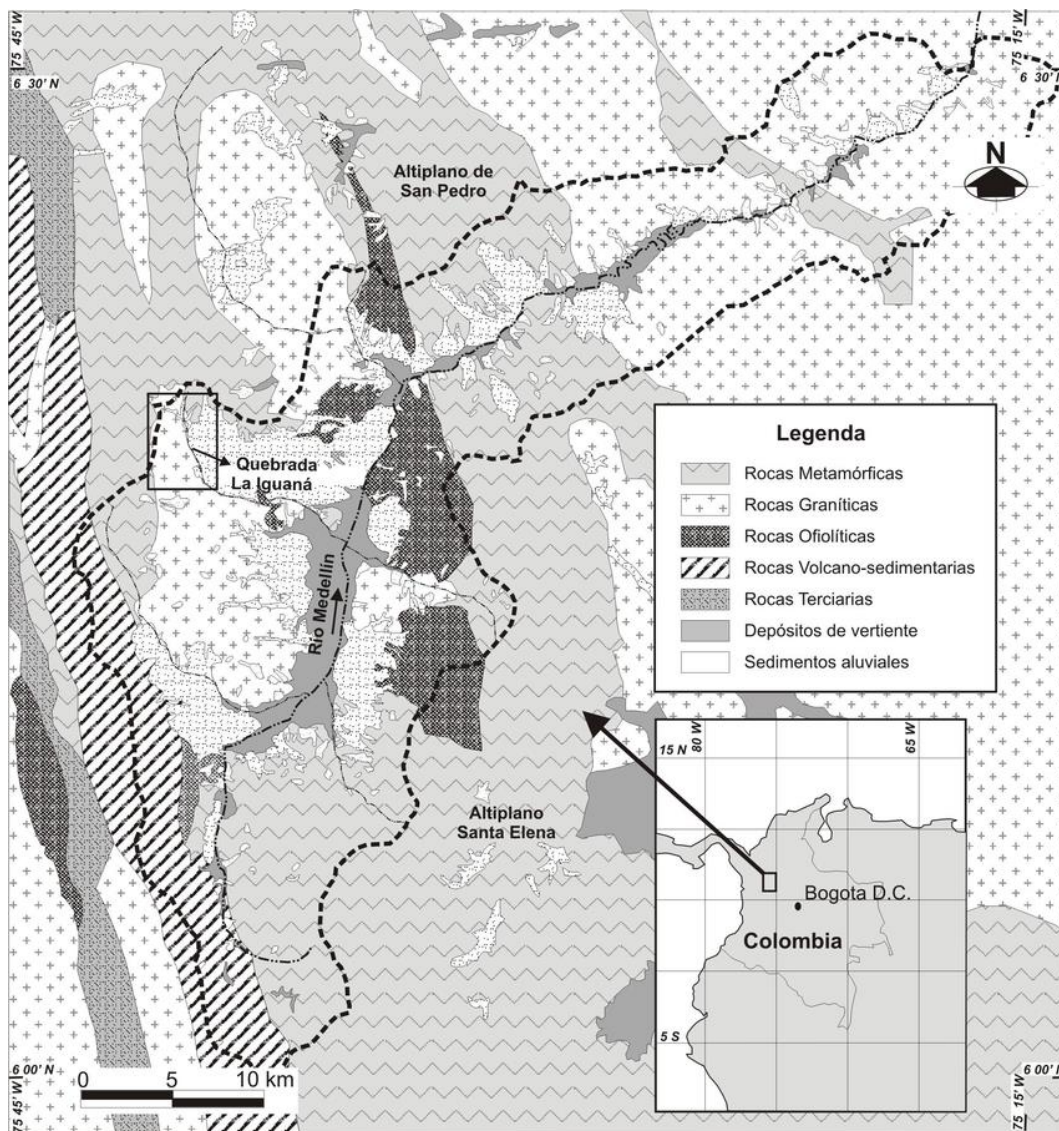 75 45' W
6 30' N
75 15' W
6 30' N
N
Altiplano de
San Pedro
Quebrada
La Iguaná
Río Medellín
Altiplano
Santa Elena
Legenda
Rocas Metamórficas
Rocas Graníticas
Rocas Ofiolíticas
Rocas Volcano-sedimentarias
Rocas Terciarias
Depósitos de vertiente
Sedimentos aluviales
15 N
80 W
65 W
Bogota D.C.
Colombia
5 S
6 00' N
75 45' W
0 5 10 km
6 00' N
75 15' W